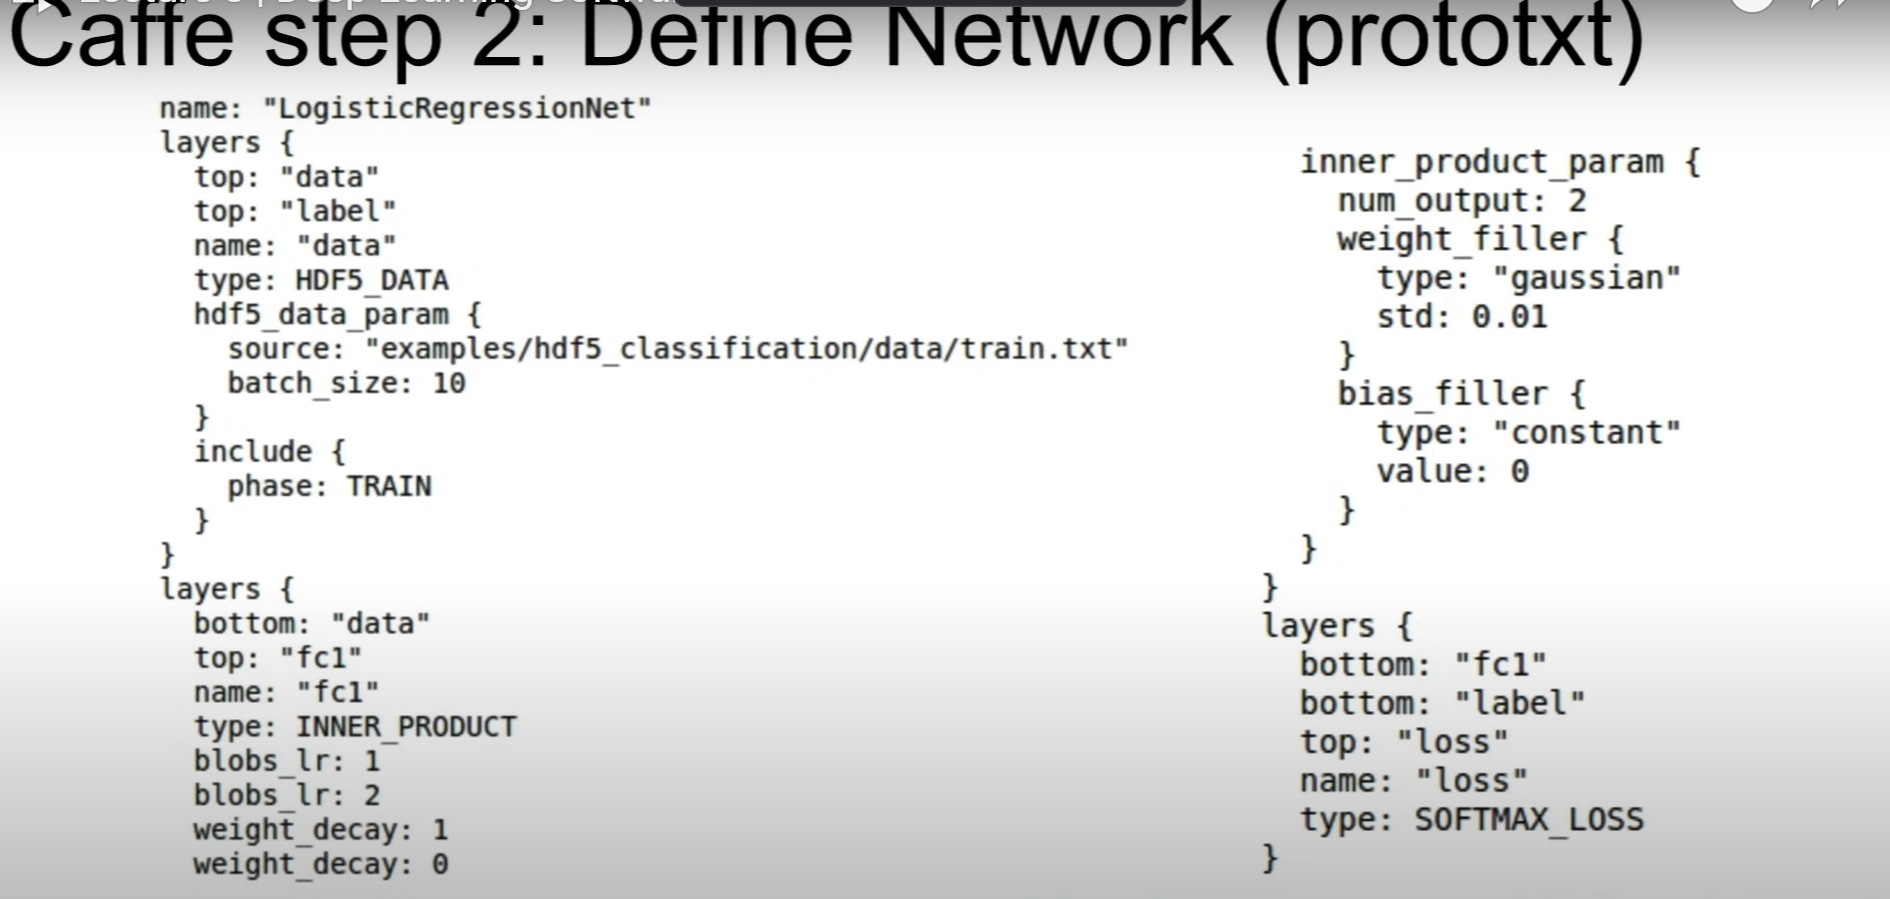 Caffe step 2: Define Network (prototxt)
name: "LogisticRegressionNet"
layers {
  top: "data"
  top: "label"
  name: "data"
  type: HDF5_DATA
  hdf5_data_param {
    source: "examples/hdf5_classification/data/train.txt"
    batch_size: 10
  }
  include {
    phase: TRAIN
  }
}
layers {
  bottom: "data"
  top: "fc1"
  name: "fc1"
  type: INNER_PRODUCT
  blobs_lr: 1
  blobs_lr: 2
  weight_decay: 1
  weight_decay: 0
  inner_product_param {
    num_output: 2
    weight_filler {
      type: "gaussian"
      std: 0.01
    }
    bias_filler {
      type: "constant"
      value: 0
    }
  }
}
layers {
  bottom: "fc1"
  bottom: "label"
  top: "loss"
  name: "loss"
  type: SOFTMAX_LOSS
}